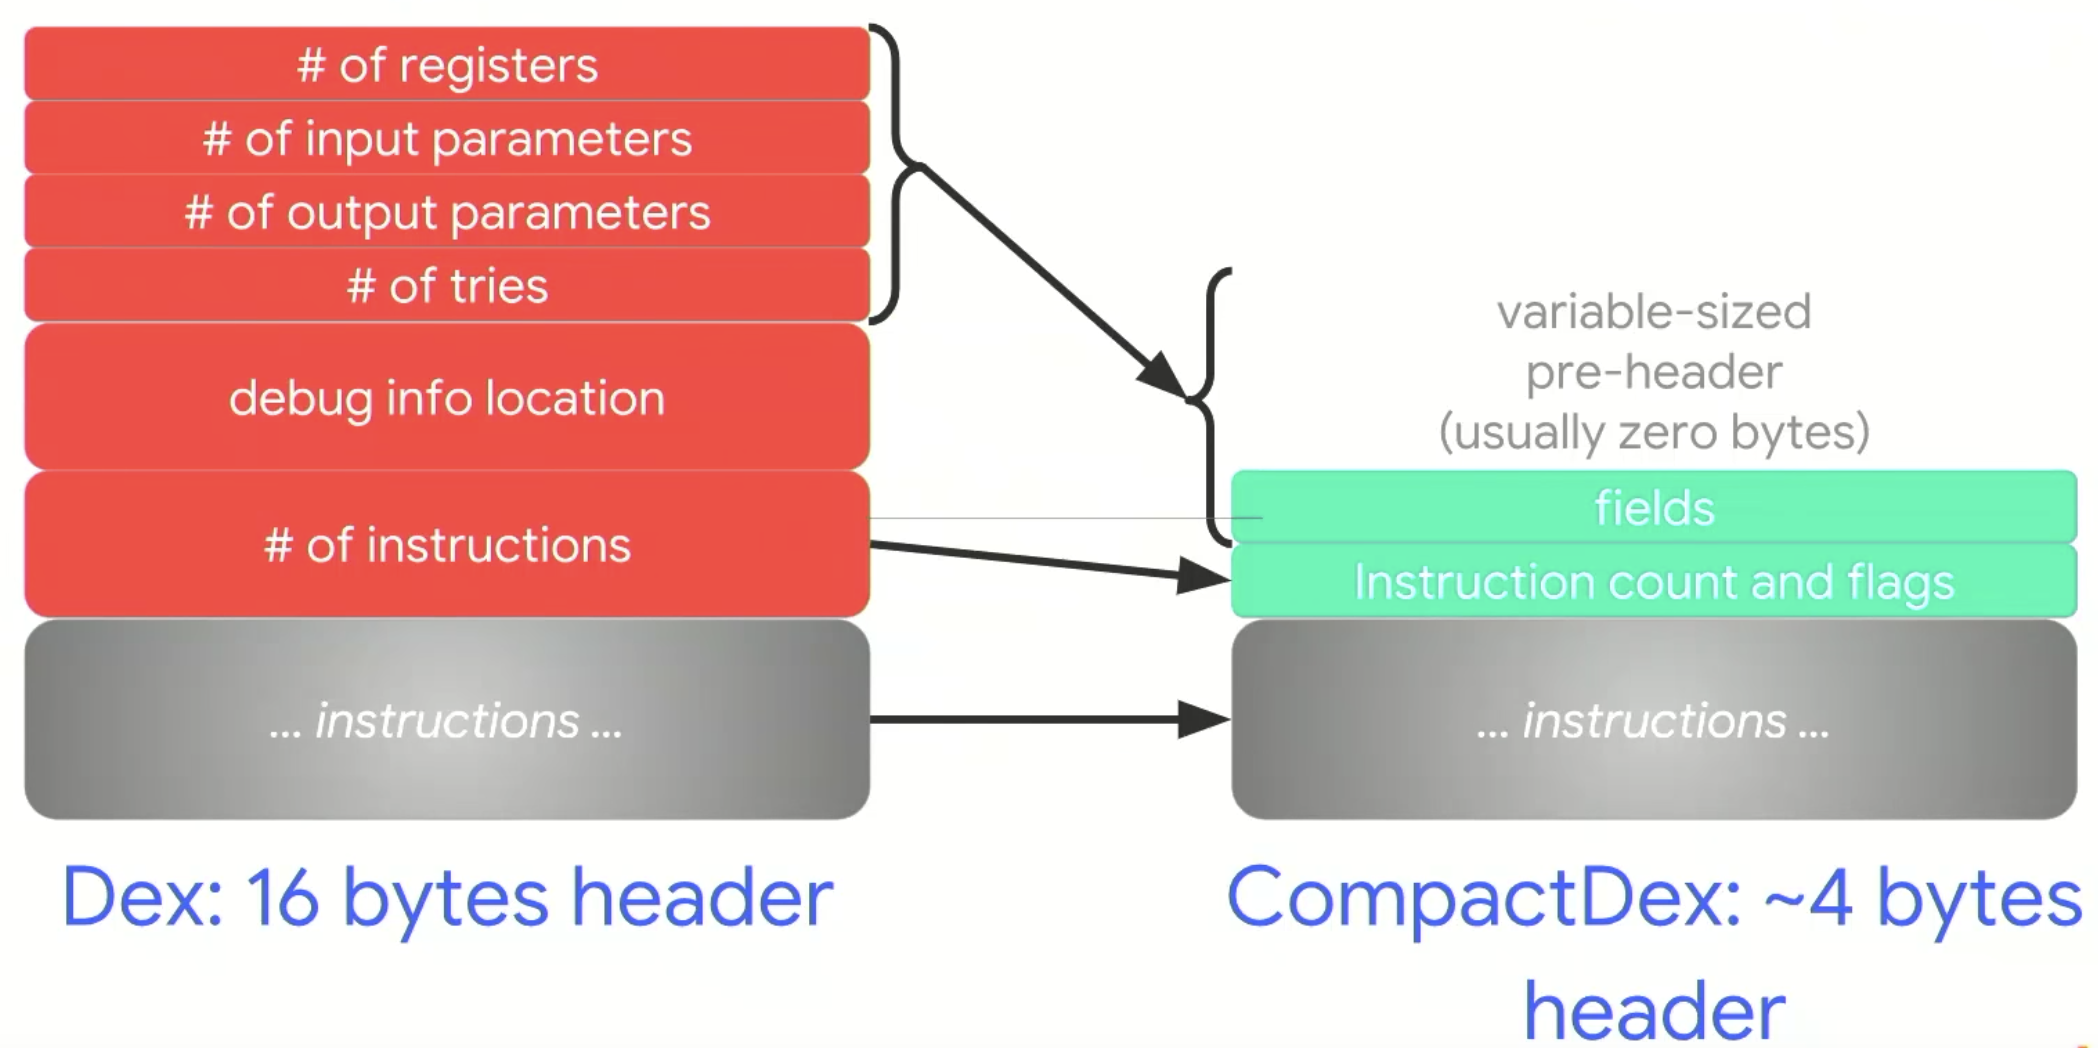 # of registers
# of input parameters
# of output parameters
# of tries
debug info location
# of instructions
... instructions ...
Dex: 16 bytes header
variable-sized
pre-header
(usually zero bytes)
fields
Instruction count and flags
... instructions ...
CompactDex: ~4 bytes
header